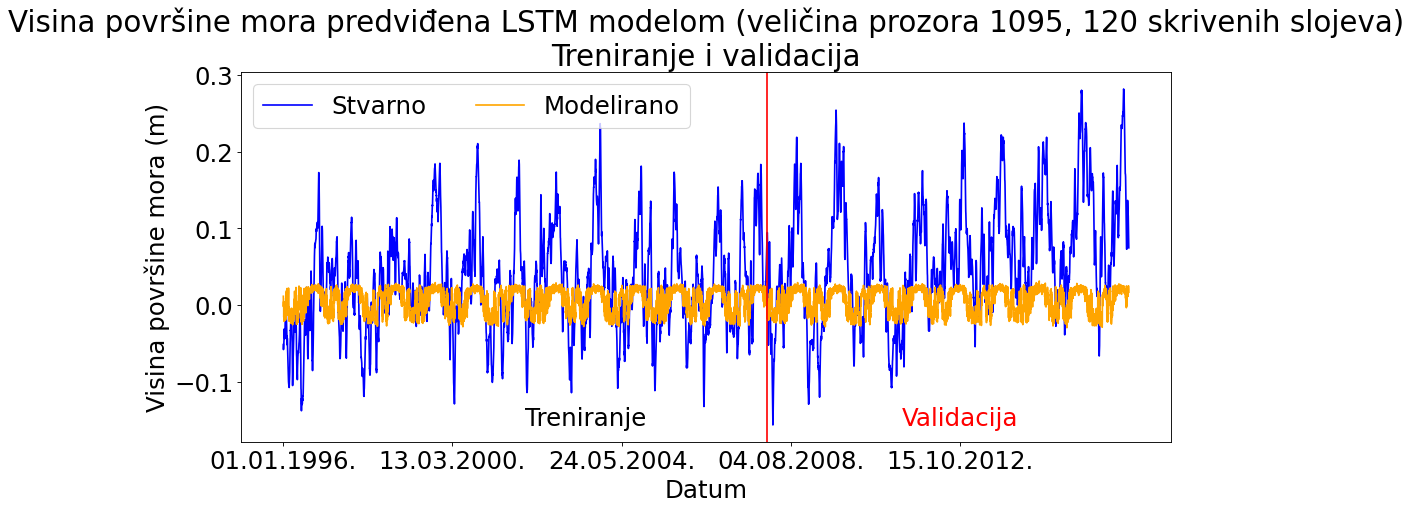 Visina površine mora predviđena LSTM modelom (veličina prozora 1095, 120 skrivenih slojeva)
Treniranje i validacija
Stvarno Modelirano
Visina površine mora (m)
0.3
0.2
0.1
0.0
−0.1
Treniranje Validacija
01.01.1996. 13.03.2000. 24.05.2004. 04.08.2008. 15.10.2012.
Datum